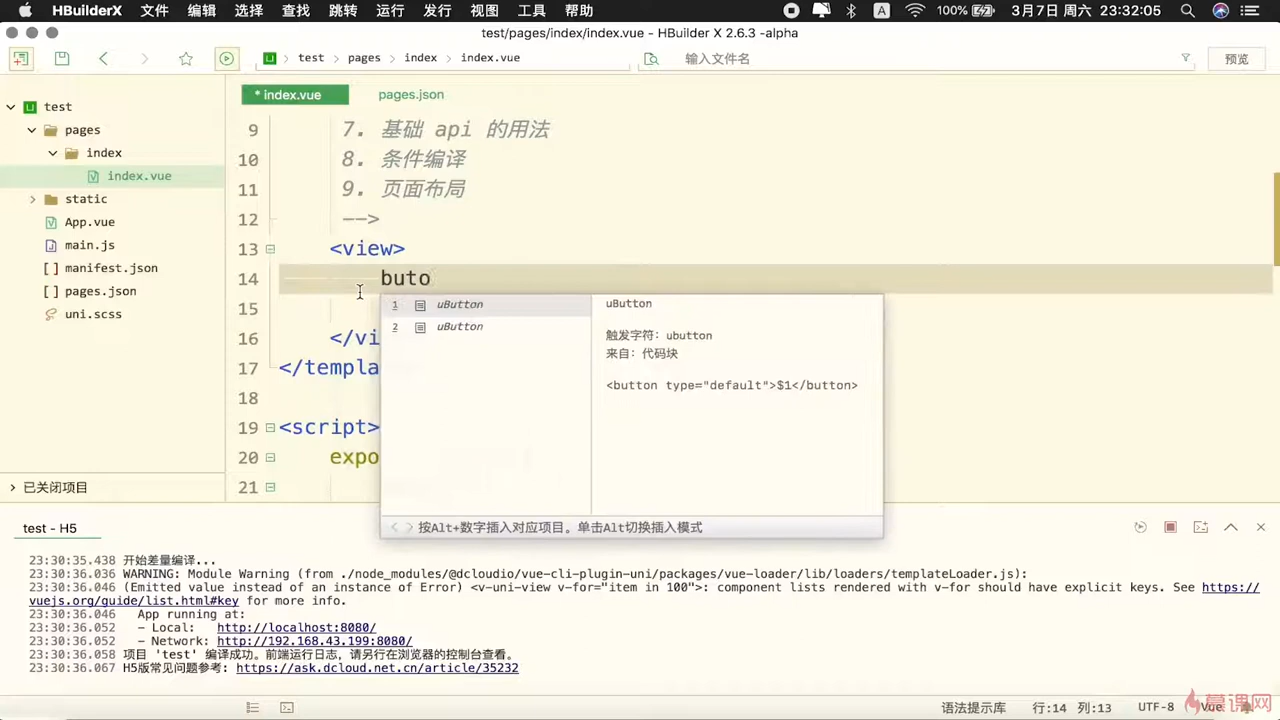 HBuilderX 文件 编辑 选择 查找 跳转 运行 发行 视图 工具 帮助 A 100% 3月7日 周六 23:32:05
test/pages/index/index.vue - HBuilder X 2.6.3 -alpha
test pages index index.vue 输入文件名 预览
* index.vue pages.json
test
pages
index
index.vue
static
App.vue
main.js
manifest.json
pages.json
uni.scss
已关闭项目
9 7. 基础 api 的用法
10 8. 条件编译
11 9. 页面布局
12 -->
13 <view>
14 buto
15
16 </vi
17 </templa
18
19 <script>
20 expo
21
1 uButton
2 uButton
uButton
触发字符: ubutton
来自: 代码块
<button type="default">$1</button>
按Alt+数字插入对应项目。单击Alt切换插入模式
test - H5
23:30:35.438 开始差量编译...
23:30:36.036 WARNING: Module Warning (from ./node_modules/@dcloudio/vue-cli-plugin-uni/packages/vue-loader/lib/loaders/templateLoader.js):
23:30:36.046 (Emitted value instead of an instance of Error) <v-uni-view v-for="item in 100">: component lists rendered with v-for should have explicit keys. See https://
vuejs.org/guide/list.html#key for more info.
23:30:36.046 App running at:
23:30:36.052 - Local: http://localhost:8080/
23:30:36.052 - Network: http://192.168.43.199:8080/
23:30:36.058 项目 'test' 编译成功。前端运行日志，请另行在浏览器的控制台查看。
23:30:36.067 H5版常见问题参考: https://ask.dcloud.net.cn/article/35232
语法提示库 行:14 列:13 UTF-8 Vue
慕课网